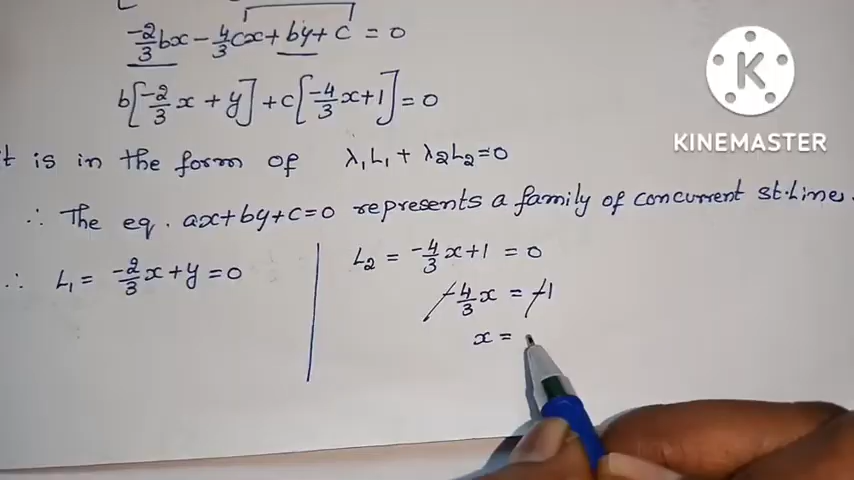 -2/3 bx - 4/3 cx + by + c = 0
b[-2/3 x + y] + c[-4/3 x + 1] = 0
KINEMASTER
t is in the form of λ₁L₁ + λ₂L₂ = 0
∴ The eq. ax + by + c = 0 represents a family of concurrent st. Lines.
∴ L₁ = -2/3 x + y = 0
L₂ = -4/3 x + 1 = 0
-4/3 x = -1
x =